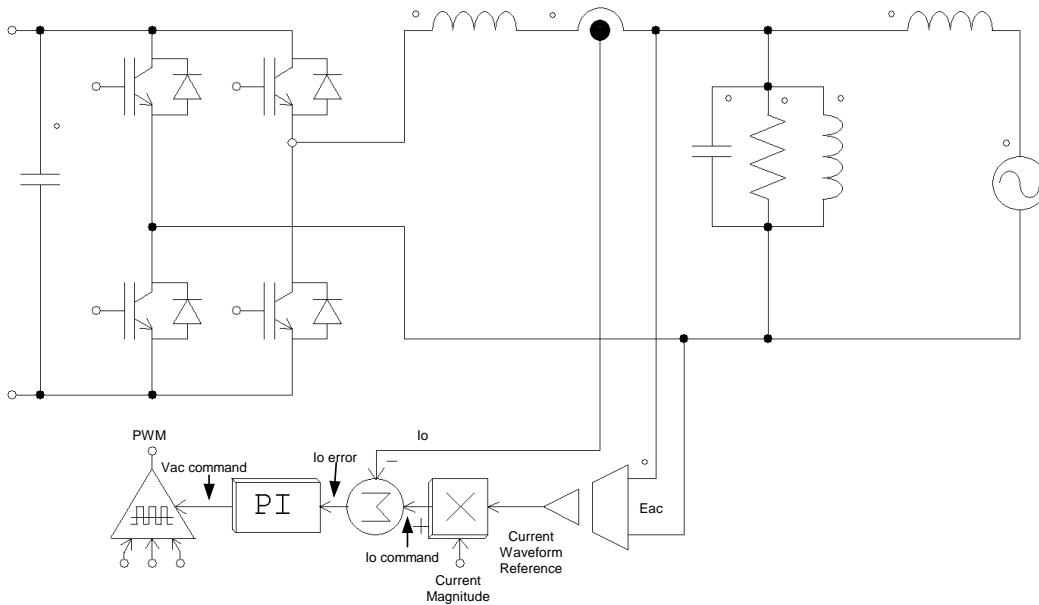 PWM
Io
Io error
Vac command
PI
Σ
Eac
−
+
Io command
Current
Waveform
Reference
Current
Magnitude